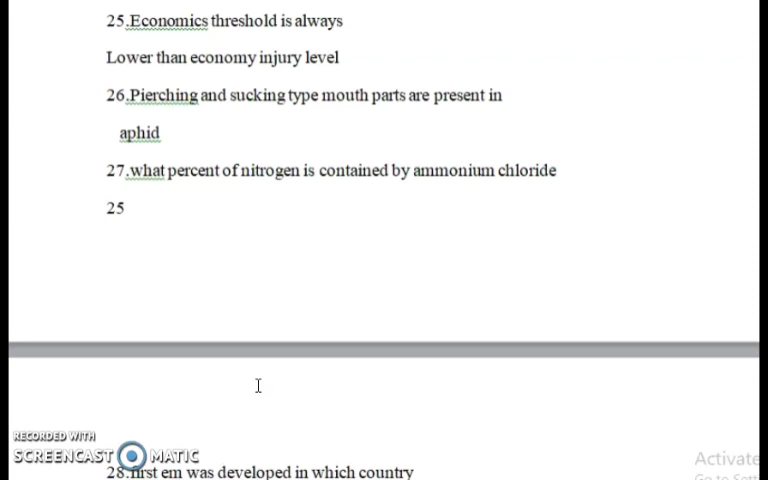 25.Economics threshold is always
Lower than economy injury level
26.Pierching and sucking type mouth parts are present in
aphid
27.what percent of nitrogen is contained by ammonium chloride
25
RECORDED WITH
SCREENCAST MATIC
Activate
28.first em was developed in which country